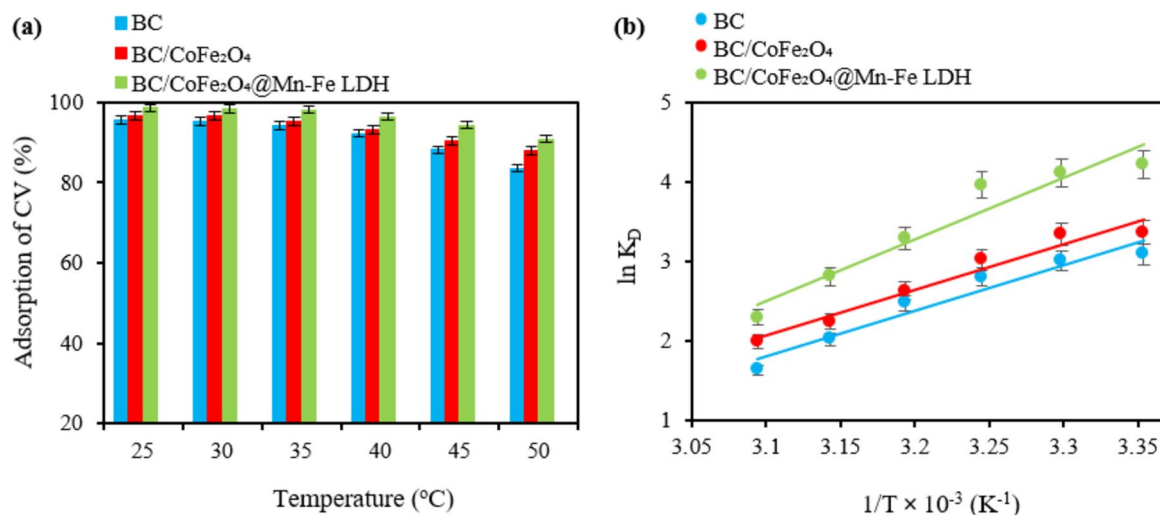 (a)
BC
BC/CoFe₂O₄
BC/CoFe₂O₄@Mn-Fe LDH
Adsorption of CV (%)
100
80
60
40
20
25 30 35 40 45 50
Temperature (ºC)
(b)
BC
BC/CoFe₂O₄
BC/CoFe₂O₄@Mn-Fe LDH
ln K_D
5
4
3
2
1
3.05 3.1 3.15 3.2 3.25 3.3 3.35
1/T × 10⁻³ (K⁻¹)